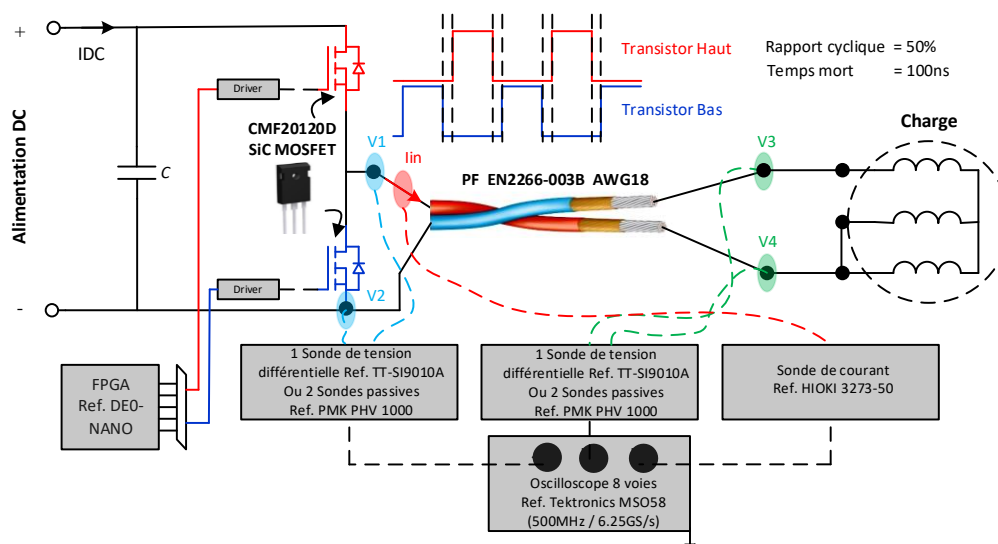 +
IDC
Alimentation DC
C
-
Driver
Driver
CMF20120D
SiC MOSFET
Transistor Haut
Transistor Bas
Rapport cyclique = 50%
Temps mort = 100ns
V1
Iin
V2
PF EN2266-003B AWG18
V3
V4
Charge
FPGA
Ref. DE0-
NANO
1 Sonde de tension
différentielle Ref. TT-SI9010A
Ou 2 Sondes passives
Ref. PMK PHV 1000
1 Sonde de tension
différentielle Ref. TT-SI9010A
Ou 2 Sondes passives
Ref. PMK PHV 1000
Sonde de courant
Ref. HIOKI 3273-50
Oscilloscope 8 voies
Ref. Tektronics MSO58
(500MHz / 6.25GS/s)